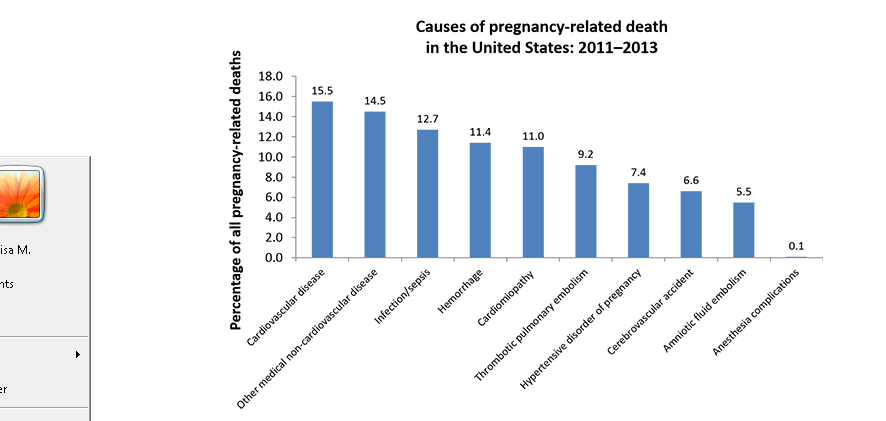 Causes of pregnancy-related death
in the United States: 2011–2013
Percentage of all pregnancy-related deaths
18.0
16.0
14.0
12.0
10.0
8.0
6.0
4.0
2.0
0.0
15.5
14.5
12.7
11.4
11.0
9.2
7.4
6.6
5.5
0.1
Cardiovascular disease
Other medical non-cardiovascular disease
Infection/sepsis
Hemorrhage
Cardiomiopathy
Thrombotic pulmonary embolism
Hypertensive disorder of pregnancy
Cerebrovascular accident
Amniotic fluid embolism
Anesthesia complications
isa M.
nts
er